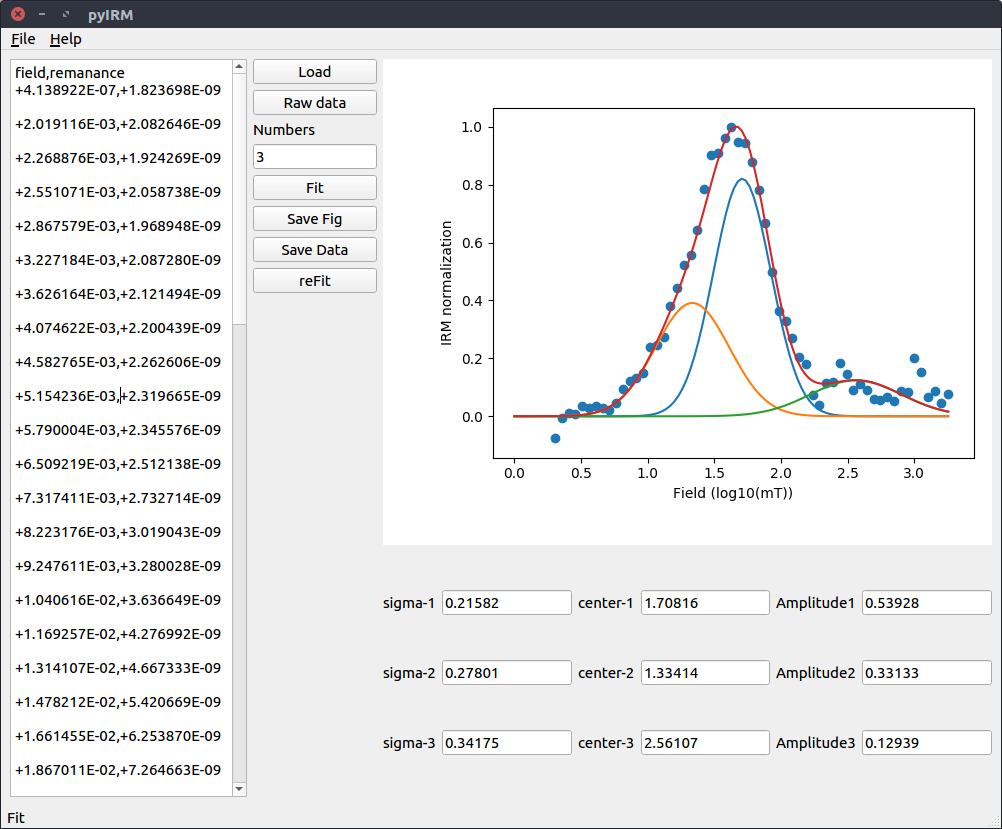 pyIRM
File Help
field,remanance
+4.138922E-07,+1.823698E-09
+2.019116E-03,+2.082646E-09
+2.268876E-03,+1.924269E-09
+2.551071E-03,+2.058738E-09
+2.867579E-03,+1.968948E-09
+3.227184E-03,+2.087280E-09
+3.626164E-03,+2.121494E-09
+4.074622E-03,+2.200439E-09
+4.582765E-03,+2.262606E-09
+5.154236E-03,+2.319665E-09
+5.790004E-03,+2.345576E-09
+6.509219E-03,+2.512138E-09
+7.317411E-03,+2.732714E-09
+8.223176E-03,+3.019043E-09
+9.247611E-03,+3.280028E-09
+1.040616E-02,+3.636649E-09
+1.169257E-02,+4.276992E-09
+1.314107E-02,+4.667333E-09
+1.478212E-02,+5.420669E-09
+1.661455E-02,+6.253870E-09
+1.867011E-02,+7.264663E-09
Load
Raw data
Numbers
3
Fit
Save Fig
Save Data
reFit
IRM normalization
1.0
0.8
0.6
0.4
0.2
0.0
0.0 0.5 1.0 1.5 2.0 2.5 3.0
Field (log10(mT))
sigma-1 0.21582 center-1 1.70816 Amplitude1 0.53928
sigma-2 0.27801 center-2 1.33414 Amplitude2 0.33133
sigma-3 0.34175 center-3 2.56107 Amplitude3 0.12939
Fit